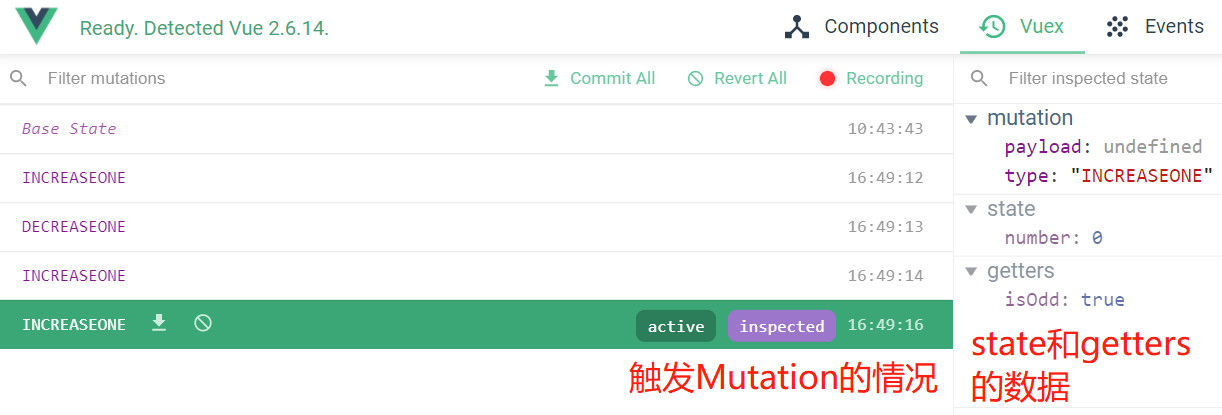 Ready. Detected Vue 2.6.14.
Components
Vuex
Events
Filter mutations
Commit All
Revert All
Recording
Filter inspected state
Base State 10:43:43
INCREASEONE 16:49:12
DECREASEONE 16:49:13
INCREASEONE 16:49:14
INCREASEONE active inspected 16:49:16
触发Mutation的情况
mutation
payload: undefined
type: "INCREASEONE"
state
number: 0
getters
isOdd: true
state和getters
的数据